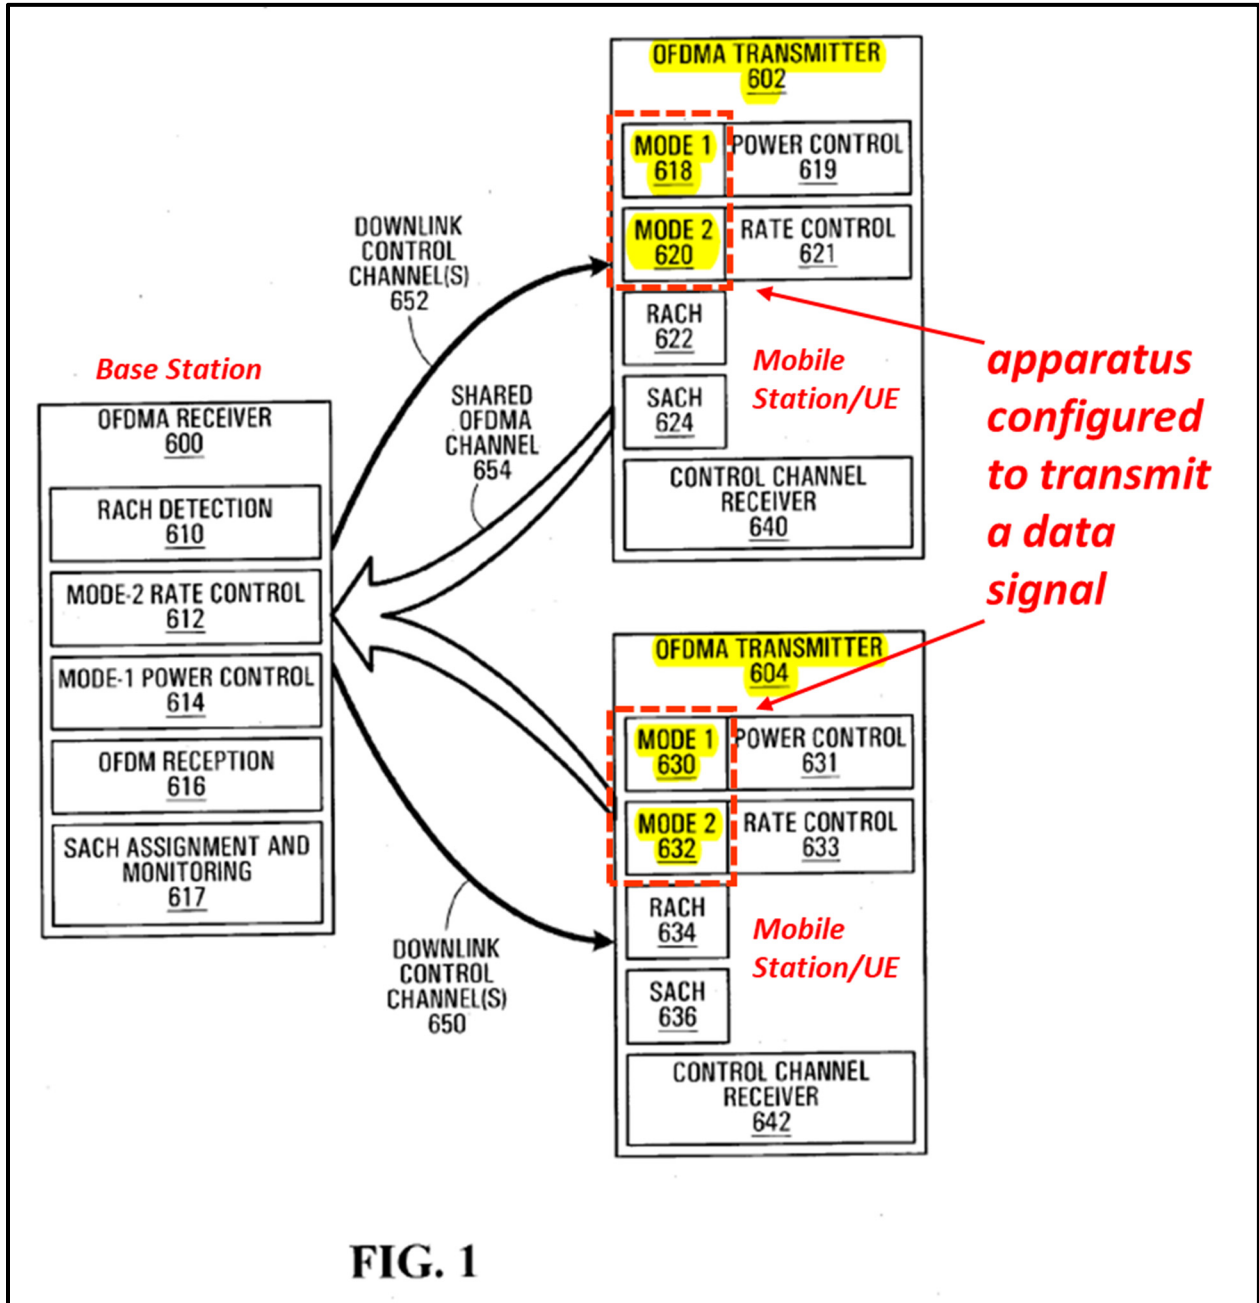 OFDMA TRANSMITTER
602
MODE 1
618
POWER CONTROL
619
MODE 2
620
RATE CONTROL
621
RACH
622
SACH
624
Mobile
Station/UE
CONTROL CHANNEL
RECEIVER
640
DOWNLINK
CONTROL
CHANNEL(S)
652
SHARED
OFDMA
CHANNEL
654
Base Station
OFDMA RECEIVER
600
RACH DETECTION
610
MODE-2 RATE CONTROL
612
MODE-1 POWER CONTROL
614
OFDM RECEPTION
616
SACH ASSIGNMENT AND
MONITORING
617
apparatus
configured
to transmit
a data
signal
OFDMA TRANSMITTER
604
MODE 1
630
POWER CONTROL
631
MODE 2
632
RATE CONTROL
633
RACH
634
SACH
636
Mobile
Station/UE
CONTROL CHANNEL
RECEIVER
642
DOWNLINK
CONTROL
CHANNEL(S)
650
FIG. 1